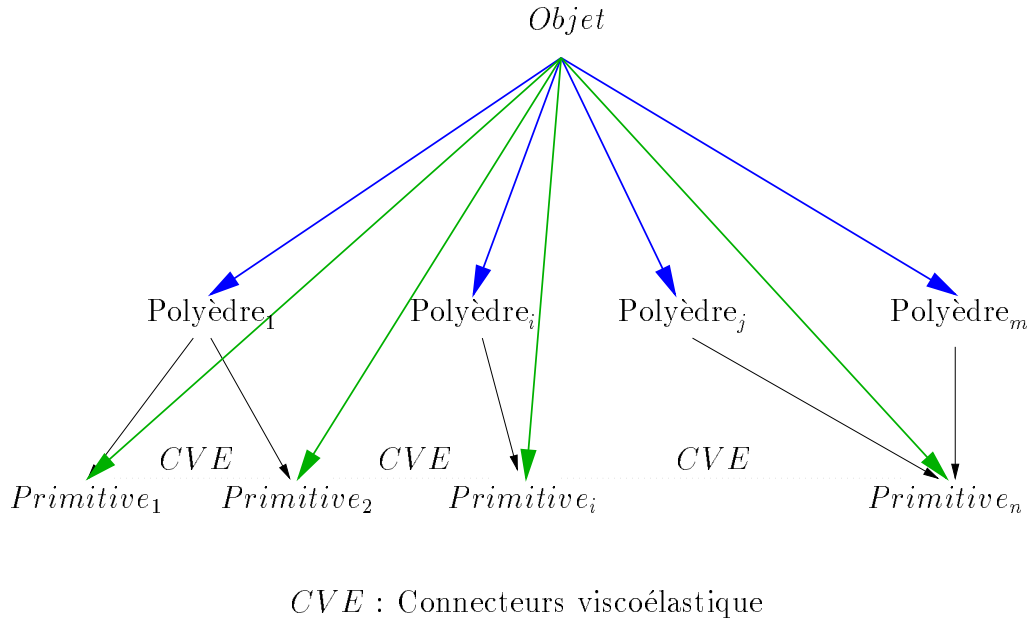 Objet
Polyèdre₁ Polyèdreᵢ Polyèdreⱼ Polyèdreₘ
CVE CVE CVE
Primitive₁ Primitive₂ Primitiveᵢ Primitiveₙ
CVE : Connecteurs viscoélastique